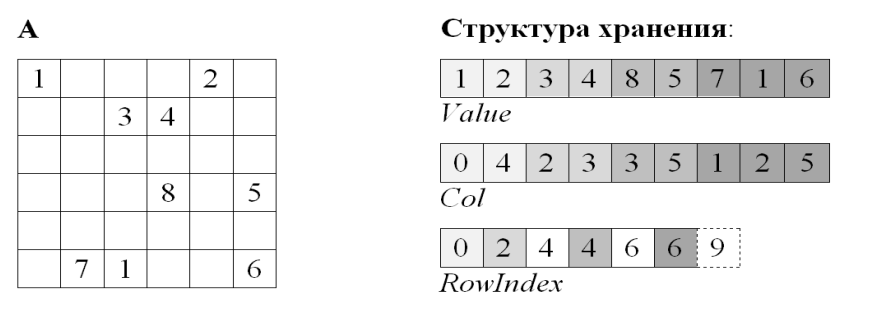 A
1 2
3 4
8 5
7 1 6
Структура хранения:
1 2 3 4 8 5 7 1 6
Value
0 4 2 3 3 5 1 2 5
Col
0 2 4 4 6 6 9
RowIndex